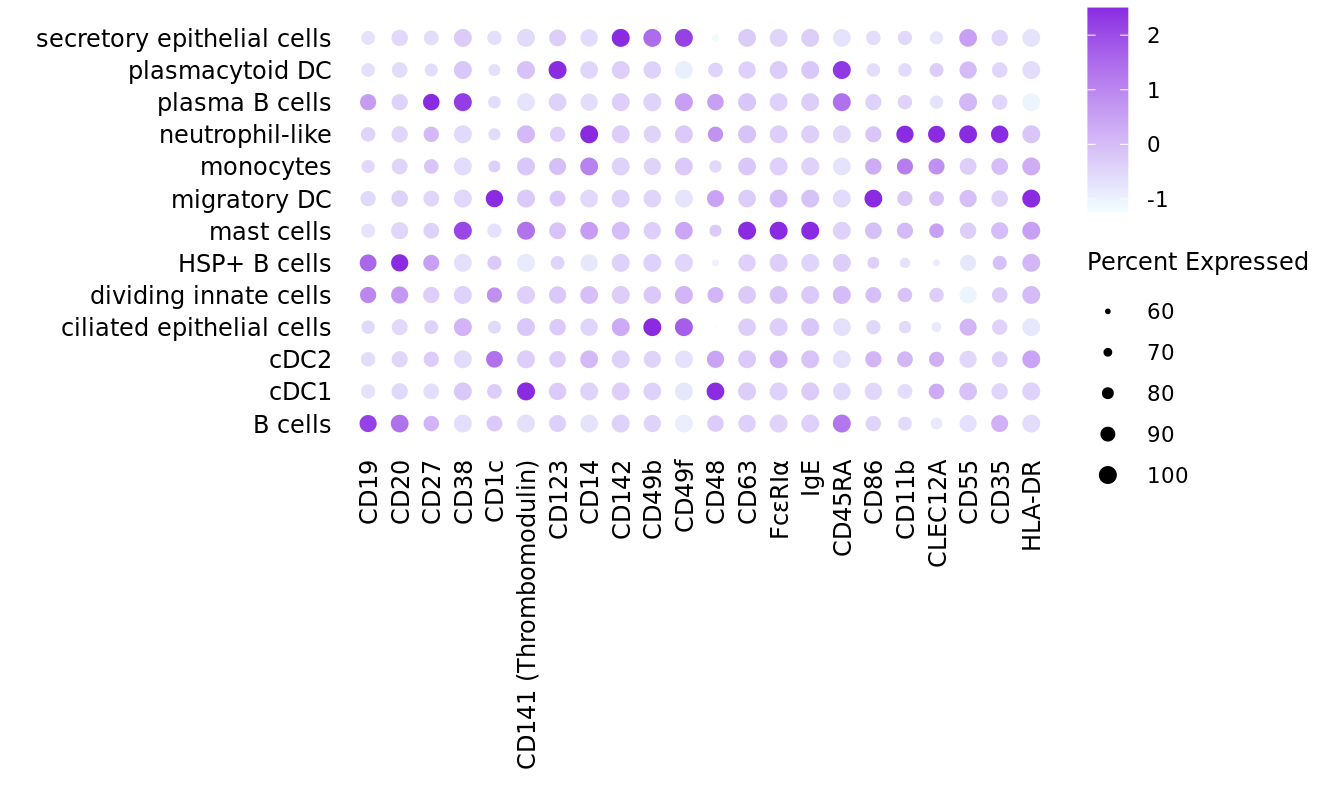 secretory epithelial cells
plasmacytoid DC
plasma B cells
neutrophil-like
monocytes
migratory DC
mast cells
HSP+ B cells
dividing innate cells
ciliated epithelial cells
cDC2
cDC1
B cells
CD19
CD20
CD27
CD38
CD1c
CD141 (Thrombomodulin)
CD123
CD14
CD142
CD49b
CD49f
CD48
CD63
FcεRIα
IgE
CD45RA
CD86
CD11b
CLEC12A
CD55
CD35
HLA-DR
2
1
0
-1
Percent Expressed
60
70
80
90
100